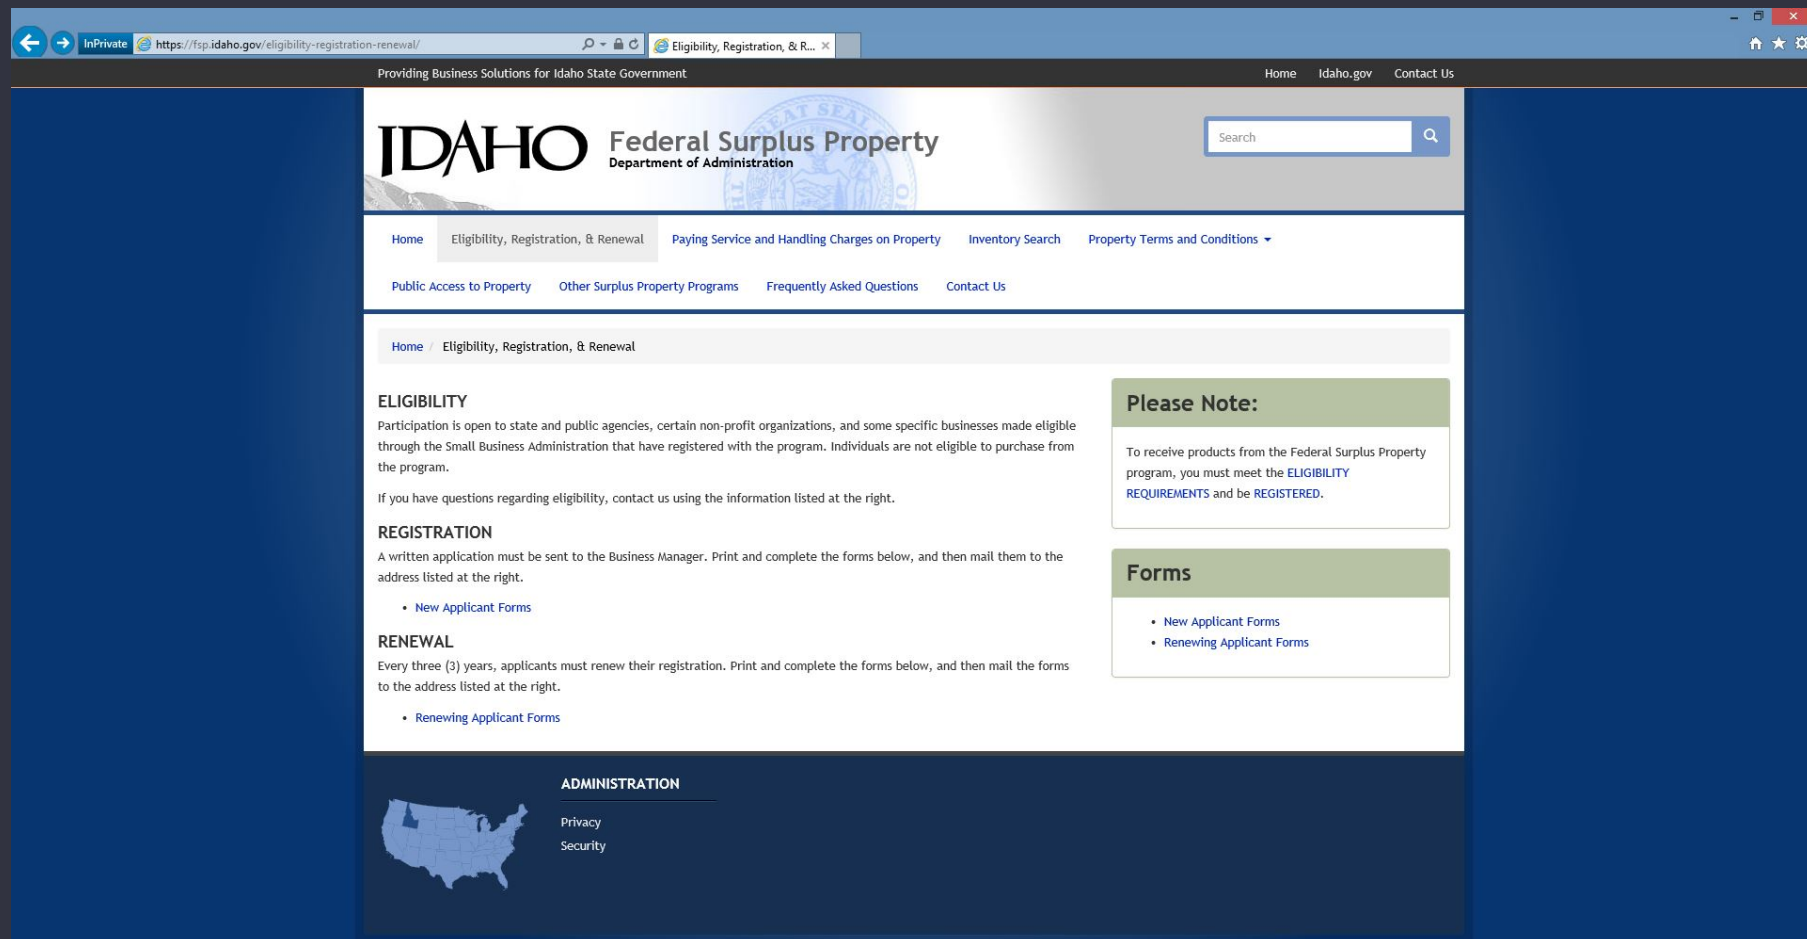 InPrivate https://fsp.idaho.gov/eligibility-registration-renewal/ Eligibility, Registration, & R...
Providing Business Solutions for Idaho State Government
Home Idaho.gov Contact Us
IDAHO
Federal Surplus Property
Department of Administration
Search
Home Eligibility, Registration, & Renewal Paying Service and Handling Charges on Property Inventory Search Property Terms and Conditions
Public Access to Property Other Surplus Property Programs Frequently Asked Questions Contact Us
Home / Eligibility, Registration, & Renewal
ELIGIBILITY
Participation is open to state and public agencies, certain non-profit organizations, and some specific businesses made eligible
through the Small Business Administration that have registered with the program. Individuals are not eligible to purchase from
the program.
If you have questions regarding eligibility, contact us using the information listed at the right.
REGISTRATION
A written application must be sent to the Business Manager. Print and complete the forms below, and then mail them to the
address listed at the right.
• New Applicant Forms
RENEWAL
Every three (3) years, applicants must renew their registration. Print and complete the forms below, and then mail the forms
to the address listed at the right.
• Renewing Applicant Forms
Please Note:
To receive products from the Federal Surplus Property
program, you must meet the ELIGIBILITY
REQUIREMENTS and be REGISTERED.
Forms
• New Applicant Forms
• Renewing Applicant Forms
ADMINISTRATION
Privacy
Security